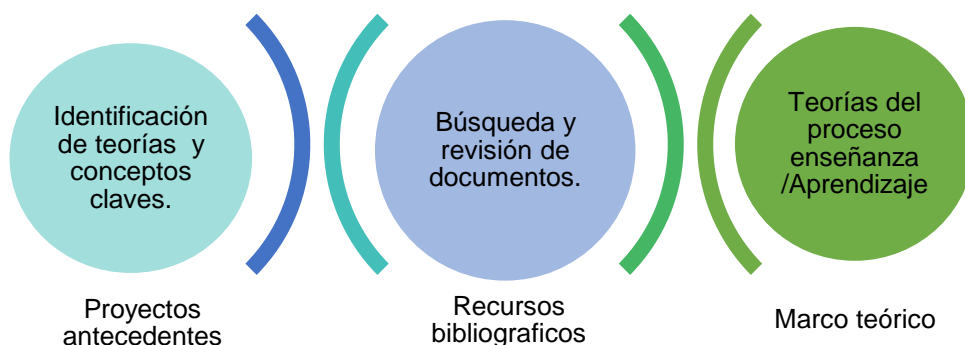 Identificación
de teorías y
conceptos
claves.
Búsqueda y
revisión de
documentos.
Teorías del
proceso
enseñanza
/Aprendizaje
Proyectos
antecedentes
Recursos
bibliograficos
Marco teórico